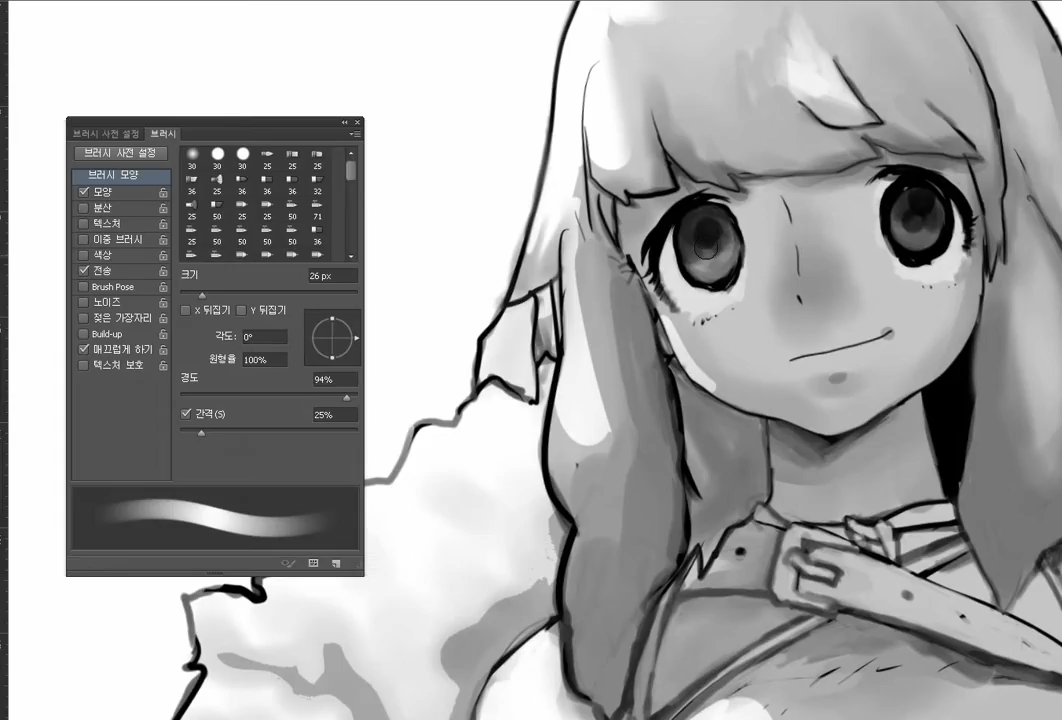 브러시 사전 설정 브러시
브러시 사전 설정
브러시 모양
모양
분산
텍스처
이중 브러시
색상
전송
Brush Pose
노이즈
젖은 가장자리
Build-up
매끄럽게 하기
텍스처 보호
30 30 30 25 25 25
36 25 36 36 36 32
25 50 25 25 50 71
25 50 50 50 50 36
크기 26 px
X 뒤집기 Y 뒤집기
각도: 0°
원형율 100%
경도 94%
간격(S) 25%